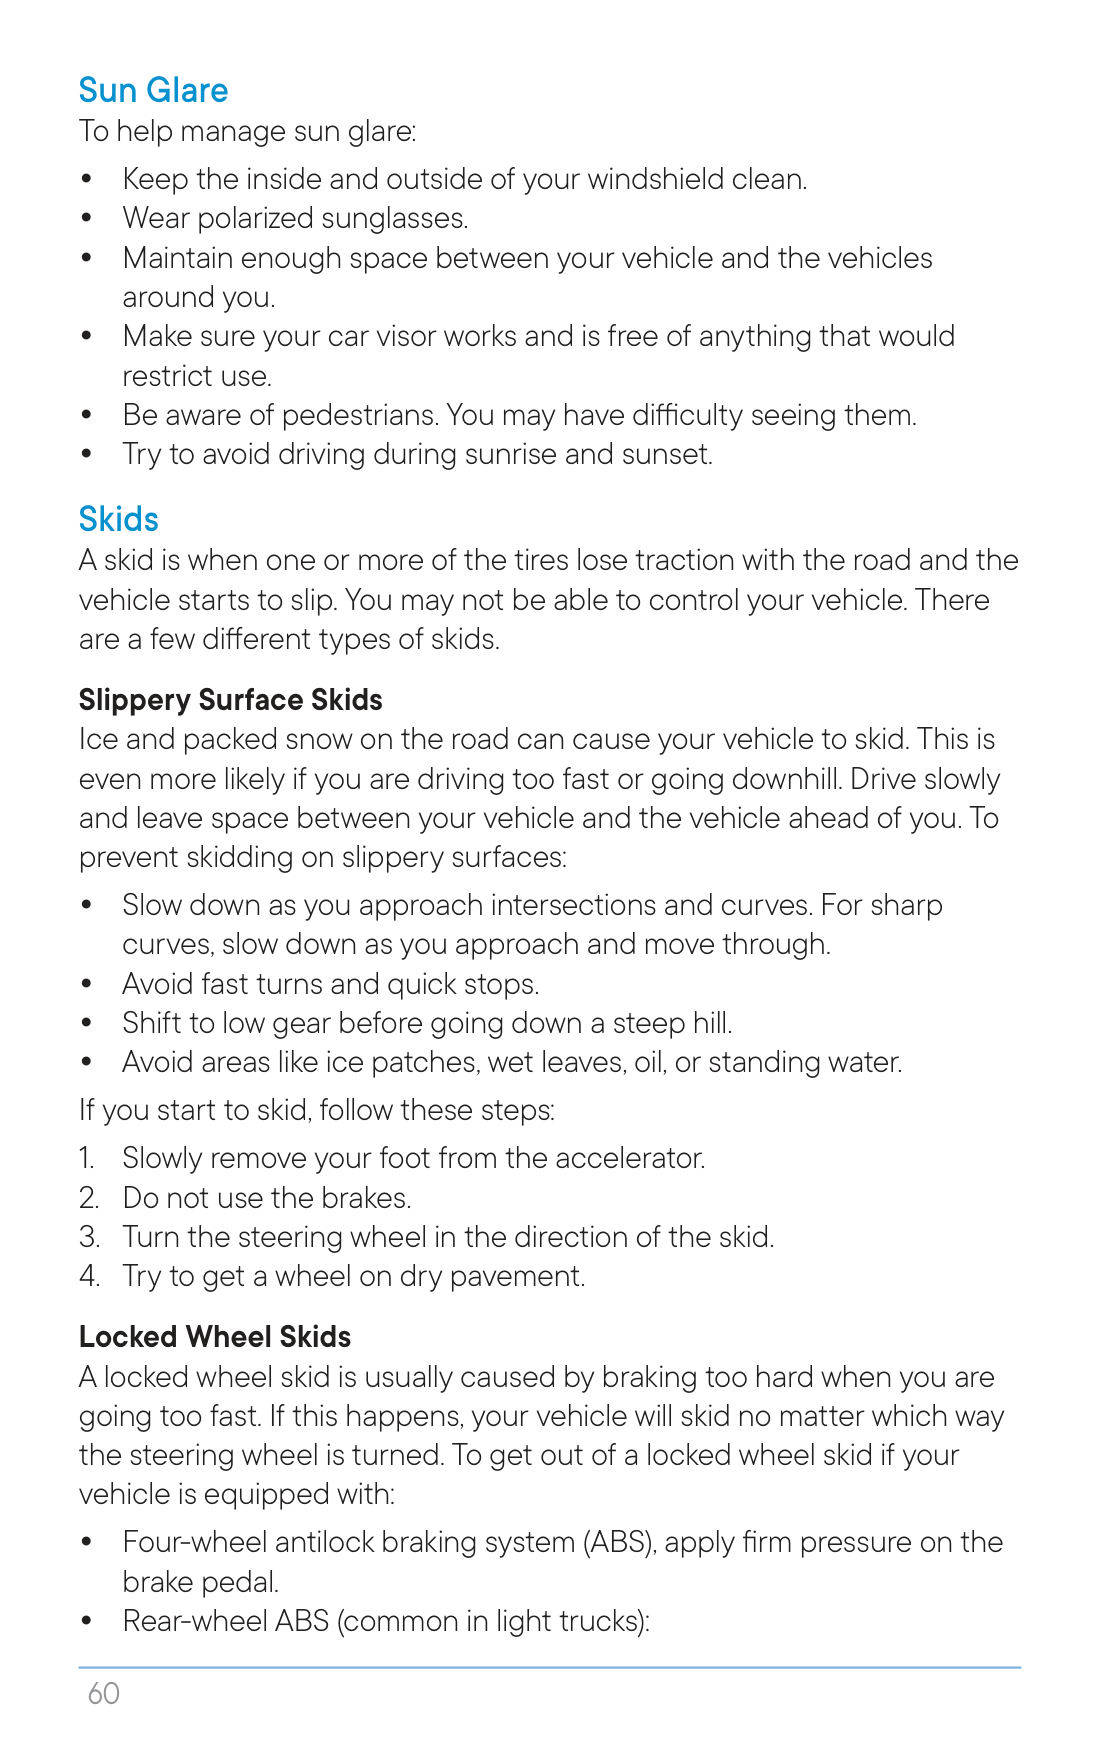 Sun Glare
To help manage sun glare:
• Keep the inside and outside of your windshield clean.
• Wear polarized sunglasses.
• Maintain enough space between your vehicle and the vehicles
around you.
• Make sure your car visor works and is free of anything that would
restrict use.
• Be aware of pedestrians. You may have difficulty seeing them.
• Try to avoid driving during sunrise and sunset.
Skids
A skid is when one or more of the tires lose traction with the road and the
vehicle starts to slip. You may not be able to control your vehicle. There
are a few different types of skids.
Slippery Surface Skids
Ice and packed snow on the road can cause your vehicle to skid. This is
even more likely if you are driving too fast or going downhill. Drive slowly
and leave space between your vehicle and the vehicle ahead of you. To
prevent skidding on slippery surfaces:
• Slow down as you approach intersections and curves. For sharp
curves, slow down as you approach and move through.
• Avoid fast turns and quick stops.
• Shift to low gear before going down a steep hill.
• Avoid areas like ice patches, wet leaves, oil, or standing water.
If you start to skid, follow these steps:
1. Slowly remove your foot from the accelerator.
2. Do not use the brakes.
3. Turn the steering wheel in the direction of the skid.
4. Try to get a wheel on dry pavement.
Locked Wheel Skids
A locked wheel skid is usually caused by braking too hard when you are
going too fast. If this happens, your vehicle will skid no matter which way
the steering wheel is turned. To get out of a locked wheel skid if your
vehicle is equipped with:
• Four-wheel antilock braking system (ABS), apply firm pressure on the
brake pedal.
• Rear-wheel ABS (common in light trucks):
60